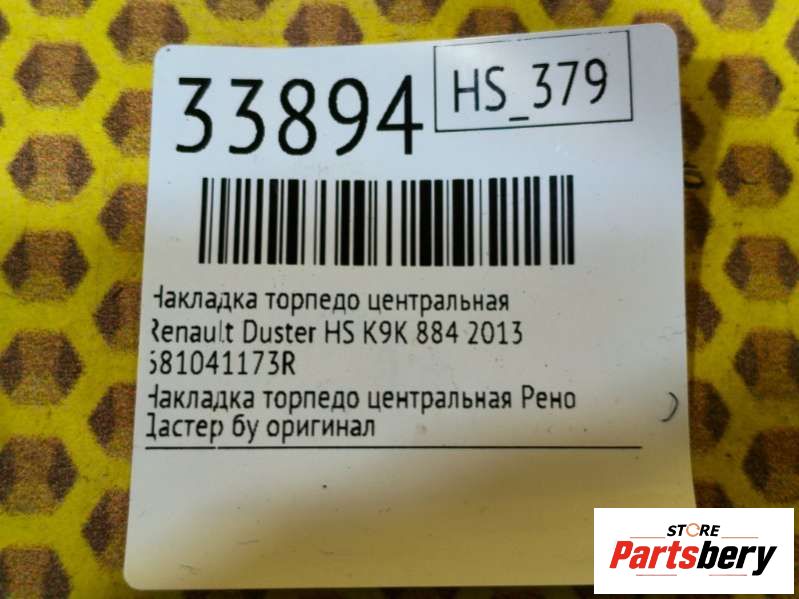 33894
HS_379
Накладка торпедо центральная
Renault Duster HS K9K 884 2013
681041173R
Накладка торпедо центральная Рено
Дастер бу оригинал
STORE
Partsbery